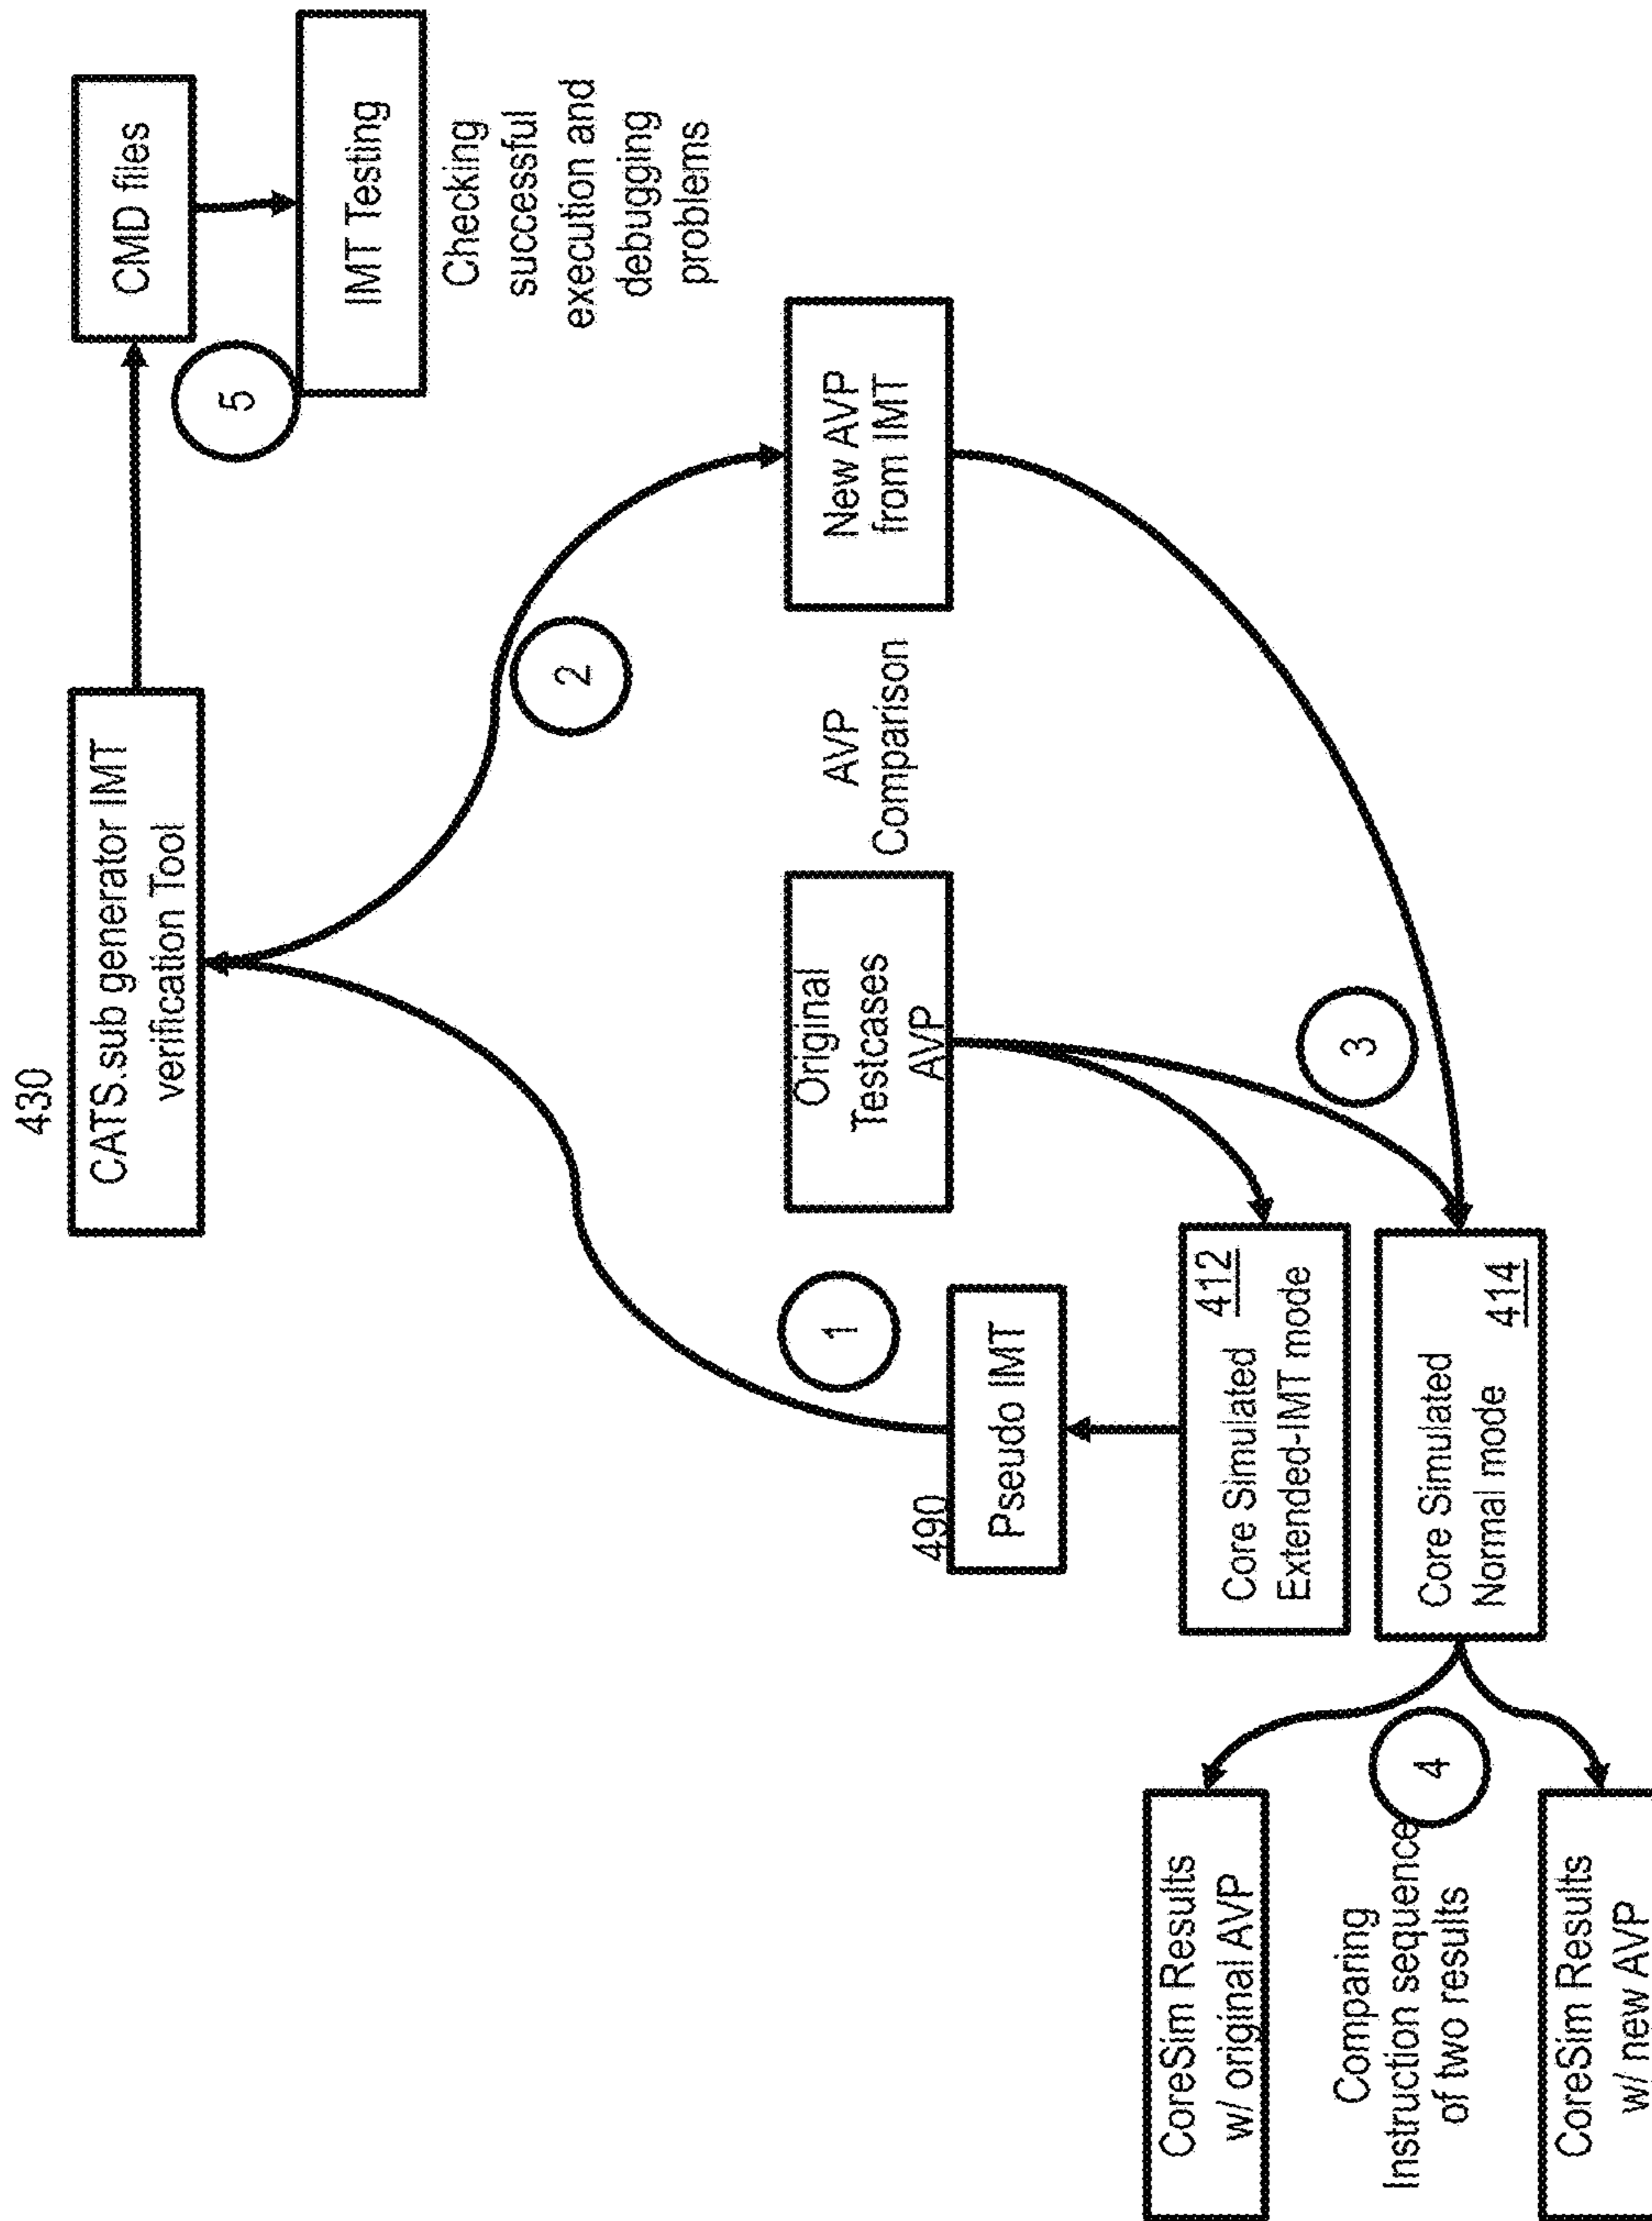 430
CATS.sub generator IMT
verification Tool
CMD files
5
IMT Testing
Checking
successful
execution and
debugging
problems
2
1
490
Pseudo IMT
Original
Testcases
AVP
AVP
Comparison
New AVP
from IMT
412
Core Simulated
Extended-IMT mode
3
Core Simulated
Normal mode
414
4
CoreSim Results
w/ original AVP
Comparing
Instruction sequence
of two results
CoreSim Results
w/ new AVP